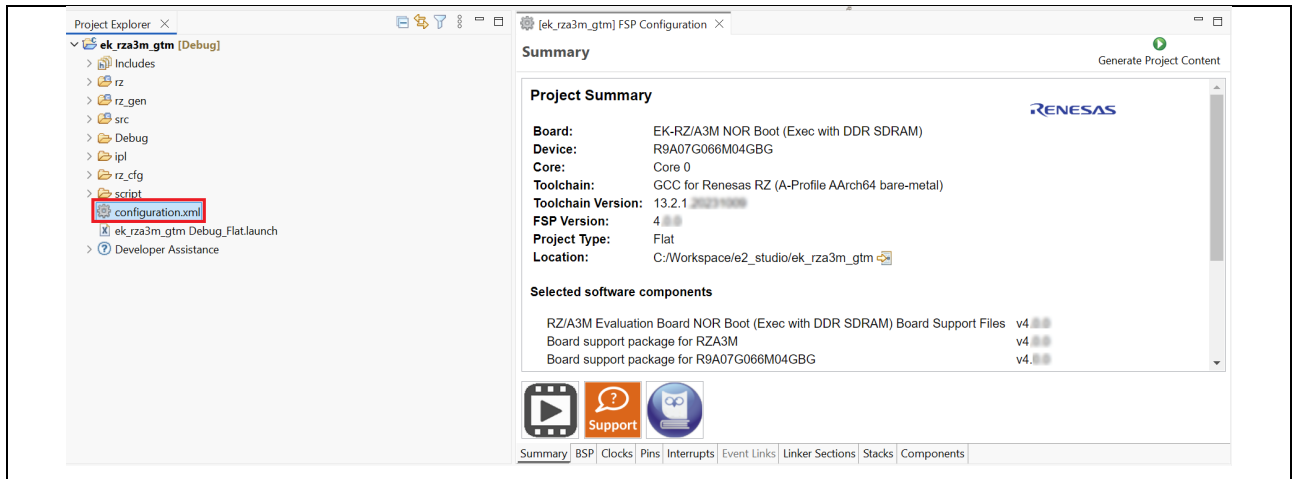 Project Explorer
ek_rza3m_gtm [Debug]
Includes
rz
rz_gen
src
Debug
ipl
rz_cfg
script
configuration.xml
ek_rza3m_gtm Debug_Flat.launch
Developer Assistance
[ek_rza3m_gtm] FSP Configuration
Summary
Generate Project Content
Project Summary
RENESAS
Board: EK-RZ/A3M NOR Boot (Exec with DDR SDRAM)
Device: R9A07G066M04GBG
Core: Core 0
Toolchain: GCC for Renesas RZ (A-Profile AArch64 bare-metal)
Toolchain Version: 13.2.1
FSP Version: 4
Project Type: Flat
Location: C:/Workspace/e2_studio/ek_rza3m_gtm
Selected software components
RZ/A3M Evaluation Board NOR Boot (Exec with DDR SDRAM) Board Support Files v4
Board support package for RZA3M v4
Board support package for R9A07G066M04GBG v4.
Support
Summary BSP Clocks Pins Interrupts Event Links Linker Sections Stacks Components